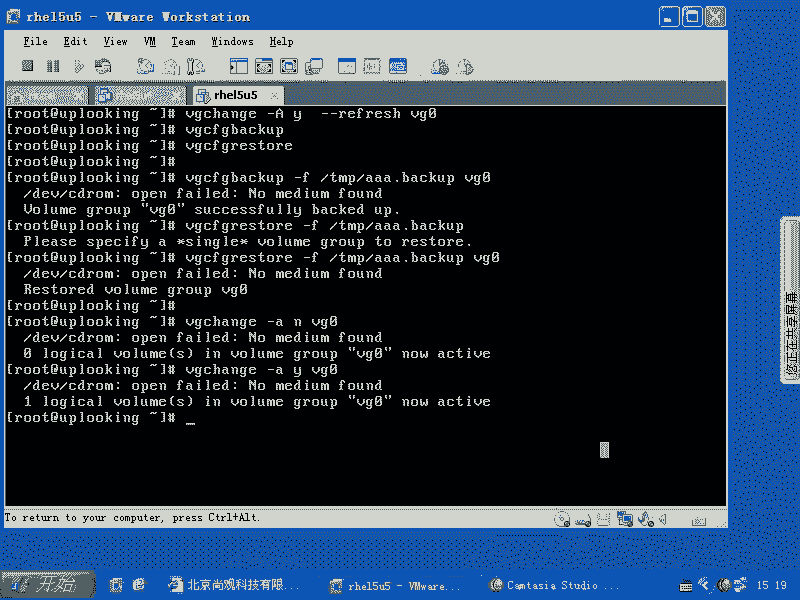 rhel5u5 - VMware Workstation
File Edit View VM Team Windows Help
rhel5u5
[root@uplooking ~]# vgchange -A y  --refresh vg0
[root@uplooking ~]# vgcfgbackup
[root@uplooking ~]# vgcfgrestore
[root@uplooking ~]#
[root@uplooking ~]# vgcfgbackup -f /tmp/aaa.backup vg0
  /dev/cdrom: open failed: No medium found
  Volume group "vg0" successfully backed up.
[root@uplooking ~]# vgcfgrestore -f /tmp/aaa.backup
  Please specify a *single* volume group to restore.
[root@uplooking ~]# vgcfgrestore -f /tmp/aaa.backup vg0
  /dev/cdrom: open failed: No medium found
  Restored volume group vg0
[root@uplooking ~]#
[root@uplooking ~]# vgchange -a n vg0
  /dev/cdrom: open failed: No medium found
  0 logical volume(s) in volume group "vg0" now active
[root@uplooking ~]# vgchange -a y vg0
  /dev/cdrom: open failed: No medium found
  1 logical volume(s) in volume group "vg0" now active
[root@uplooking ~]# _
您正在共享屏幕
To return to your computer, press Ctrl+Alt.
开始 北京尚观科技有限... rhel5u5 - VMware... Camtasia Studio ... 15 19